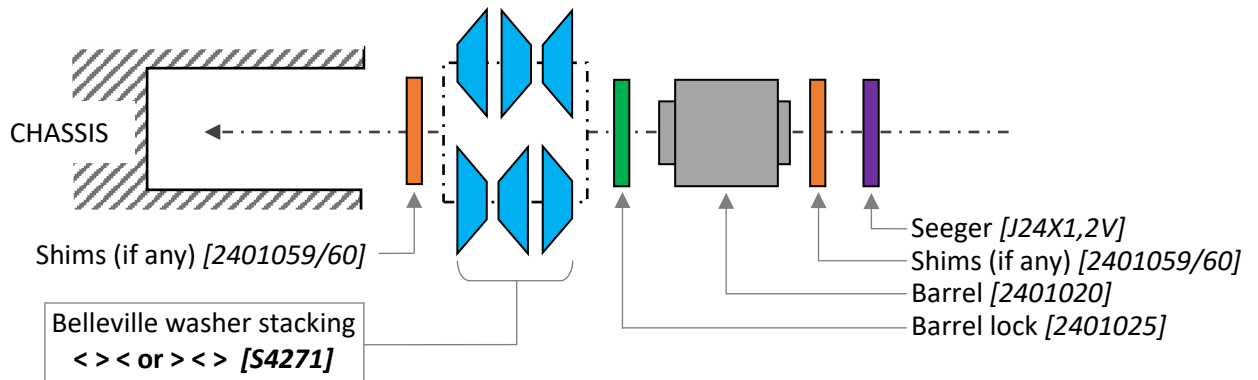 CHASSIS
Shims (if any) [2401059/60]
Belleville washer stacking
< > < or > < > [S4271]
Seeger [J24X1,2V]
Shims (if any) [2401059/60]
Barrel [2401020]
Barrel lock [2401025]